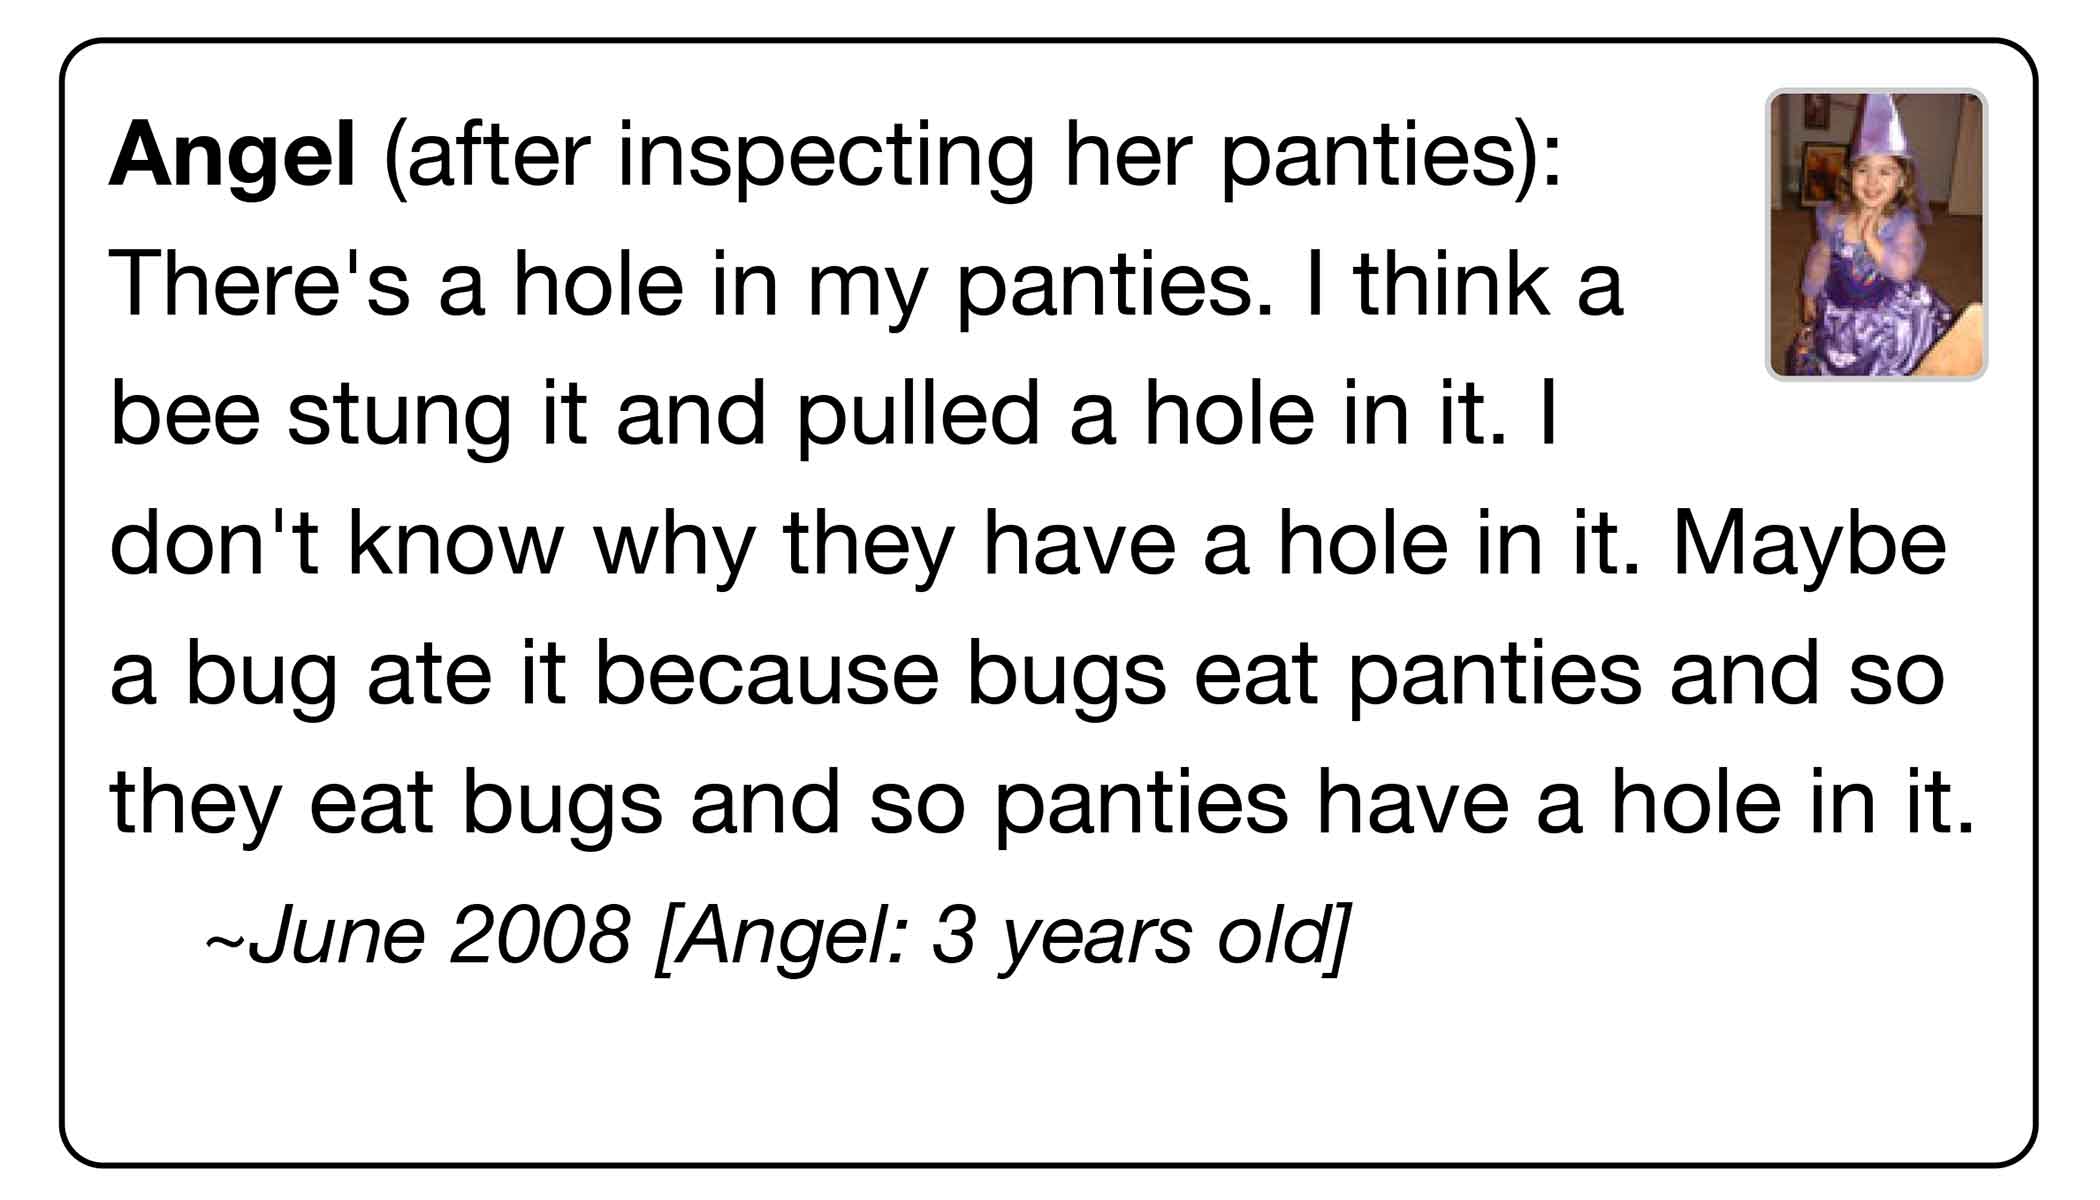 Angel (after inspecting her panties):
There's a hole in my panties. I think a
bee stung it and pulled a hole in it. I
don't know why they have a hole in it. Maybe
a bug ate it because bugs eat panties and so
they eat bugs and so panties have a hole in it.
~June 2008 [Angel: 3 years old]